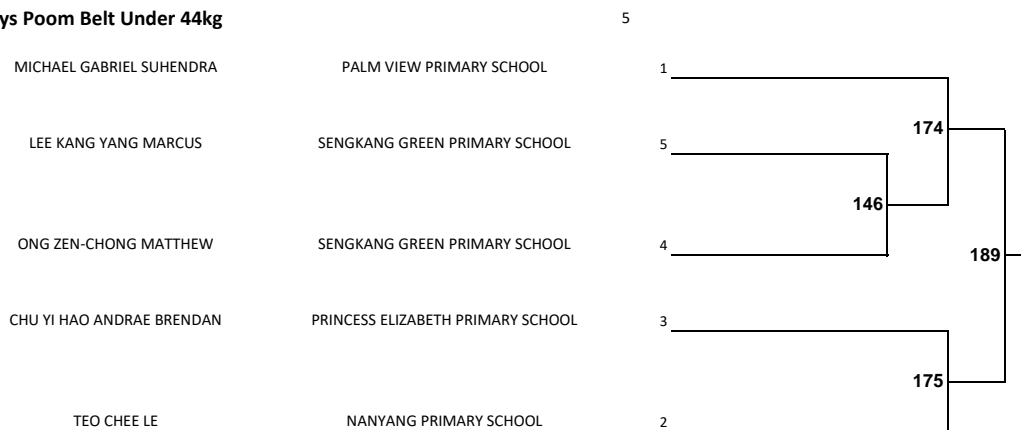 ys Poom Belt Under 44kg 5
MICHAEL GABRIEL SUHENDRA PALM VIEW PRIMARY SCHOOL 1
174
LEE KANG YANG MARCUS SENGKANG GREEN PRIMARY SCHOOL 5
146
ONG ZEN-CHONG MATTHEW SENGKANG GREEN PRIMARY SCHOOL 4
189
CHU YI HAO ANDRAE BRENDAN PRINCESS ELIZABETH PRIMARY SCHOOL 3
175
TEO CHEE LE NANYANG PRIMARY SCHOOL 2